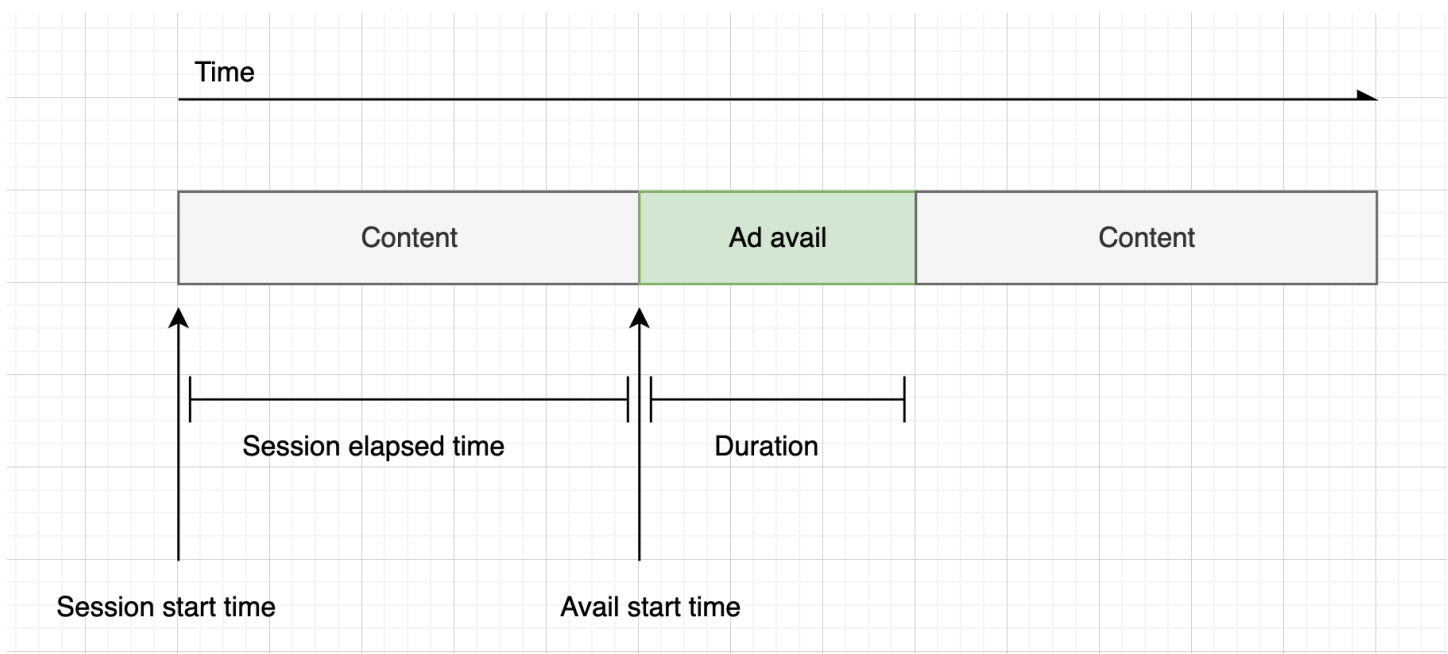 Time
Content
Ad avail
Content
Session elapsed time
Duration
Session start time
Avail start time